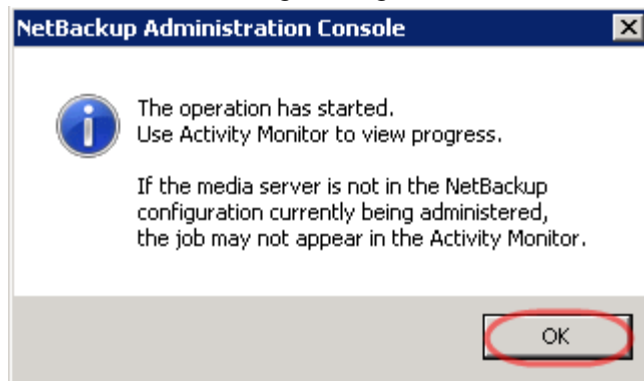 NetBackup Administration Console
The operation has started.
Use Activity Monitor to view progress.
If the media server is not in the NetBackup
configuration currently being administered,
the job may not appear in the Activity Monitor.
OK